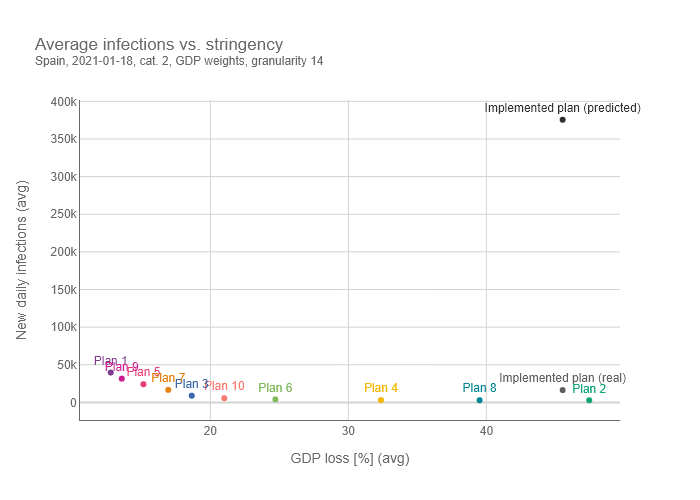 Average infections vs. stringency
Spain, 2021-01-18, cat. 2, GDP weights, granularity 14
New daily infections (avg)
400k
350k
300k
250k
200k
150k
100k
50k
0
Implemented plan (predicted)
Plan 1
Plan 9
Plan 5
Plan 7
Plan 3
Plan 10
Plan 6
Plan 4
Plan 8
Implemented plan (real)
Plan 2
20
30
40
GDP loss [%] (avg)